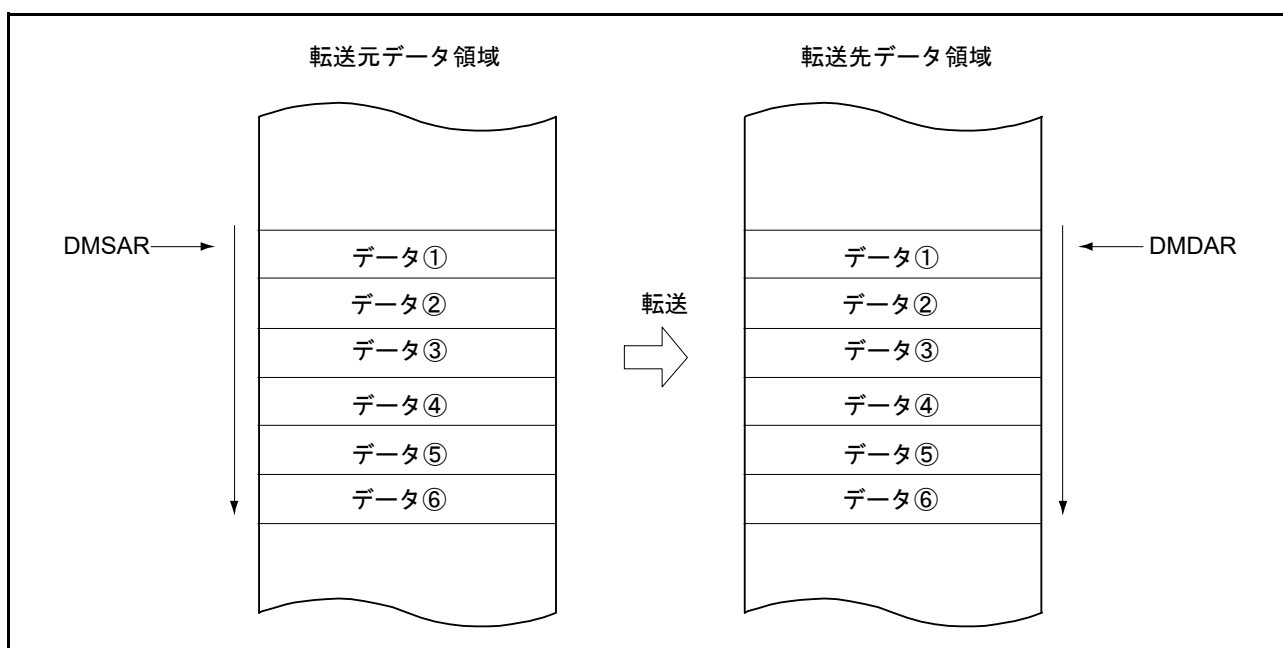 転送元データ領域
転送先データ領域
DMSAR
DMDAR
データ①
データ②
データ③
データ④
データ⑤
データ⑥
転送
データ①
データ②
データ③
データ④
データ⑤
データ⑥